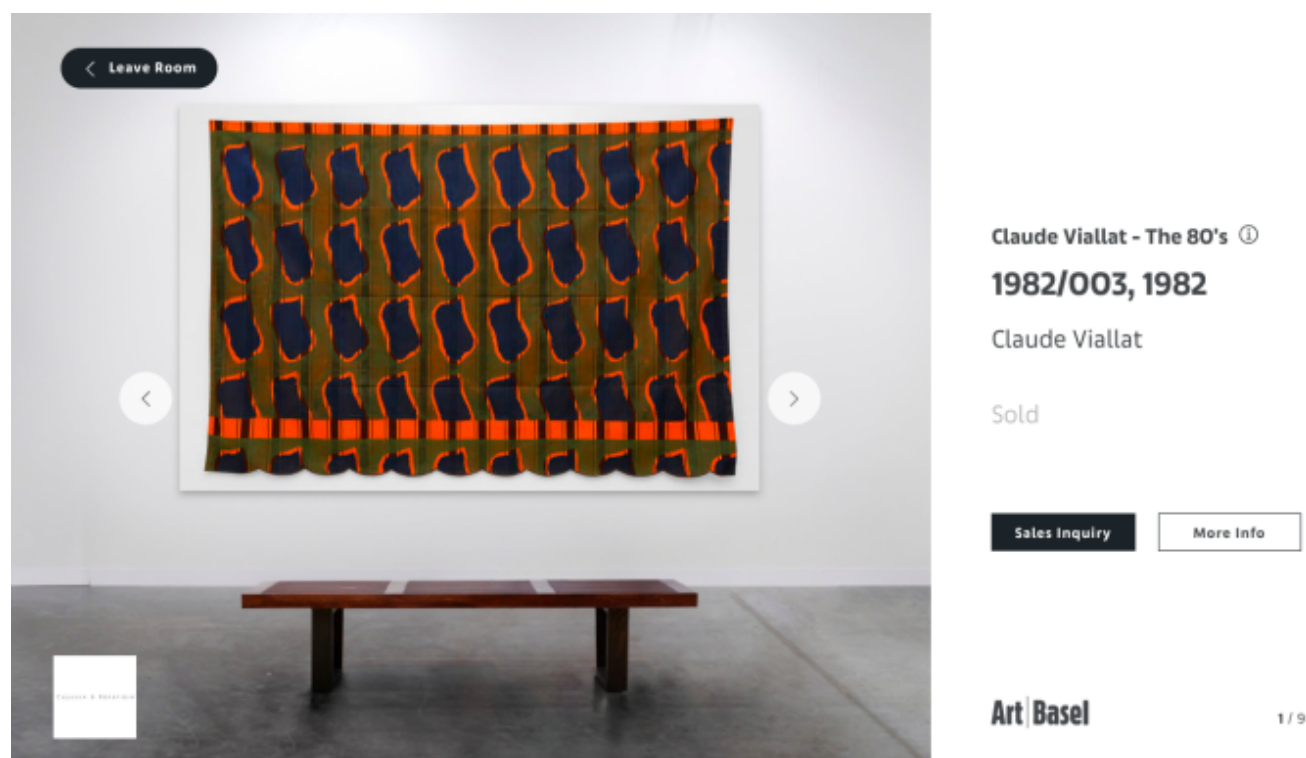 Leave Room
Claude Viallat - The 80's
1982/003, 1982
Claude Viallat
Sold
Sales Inquiry
More Info
Art Basel
1 / 9